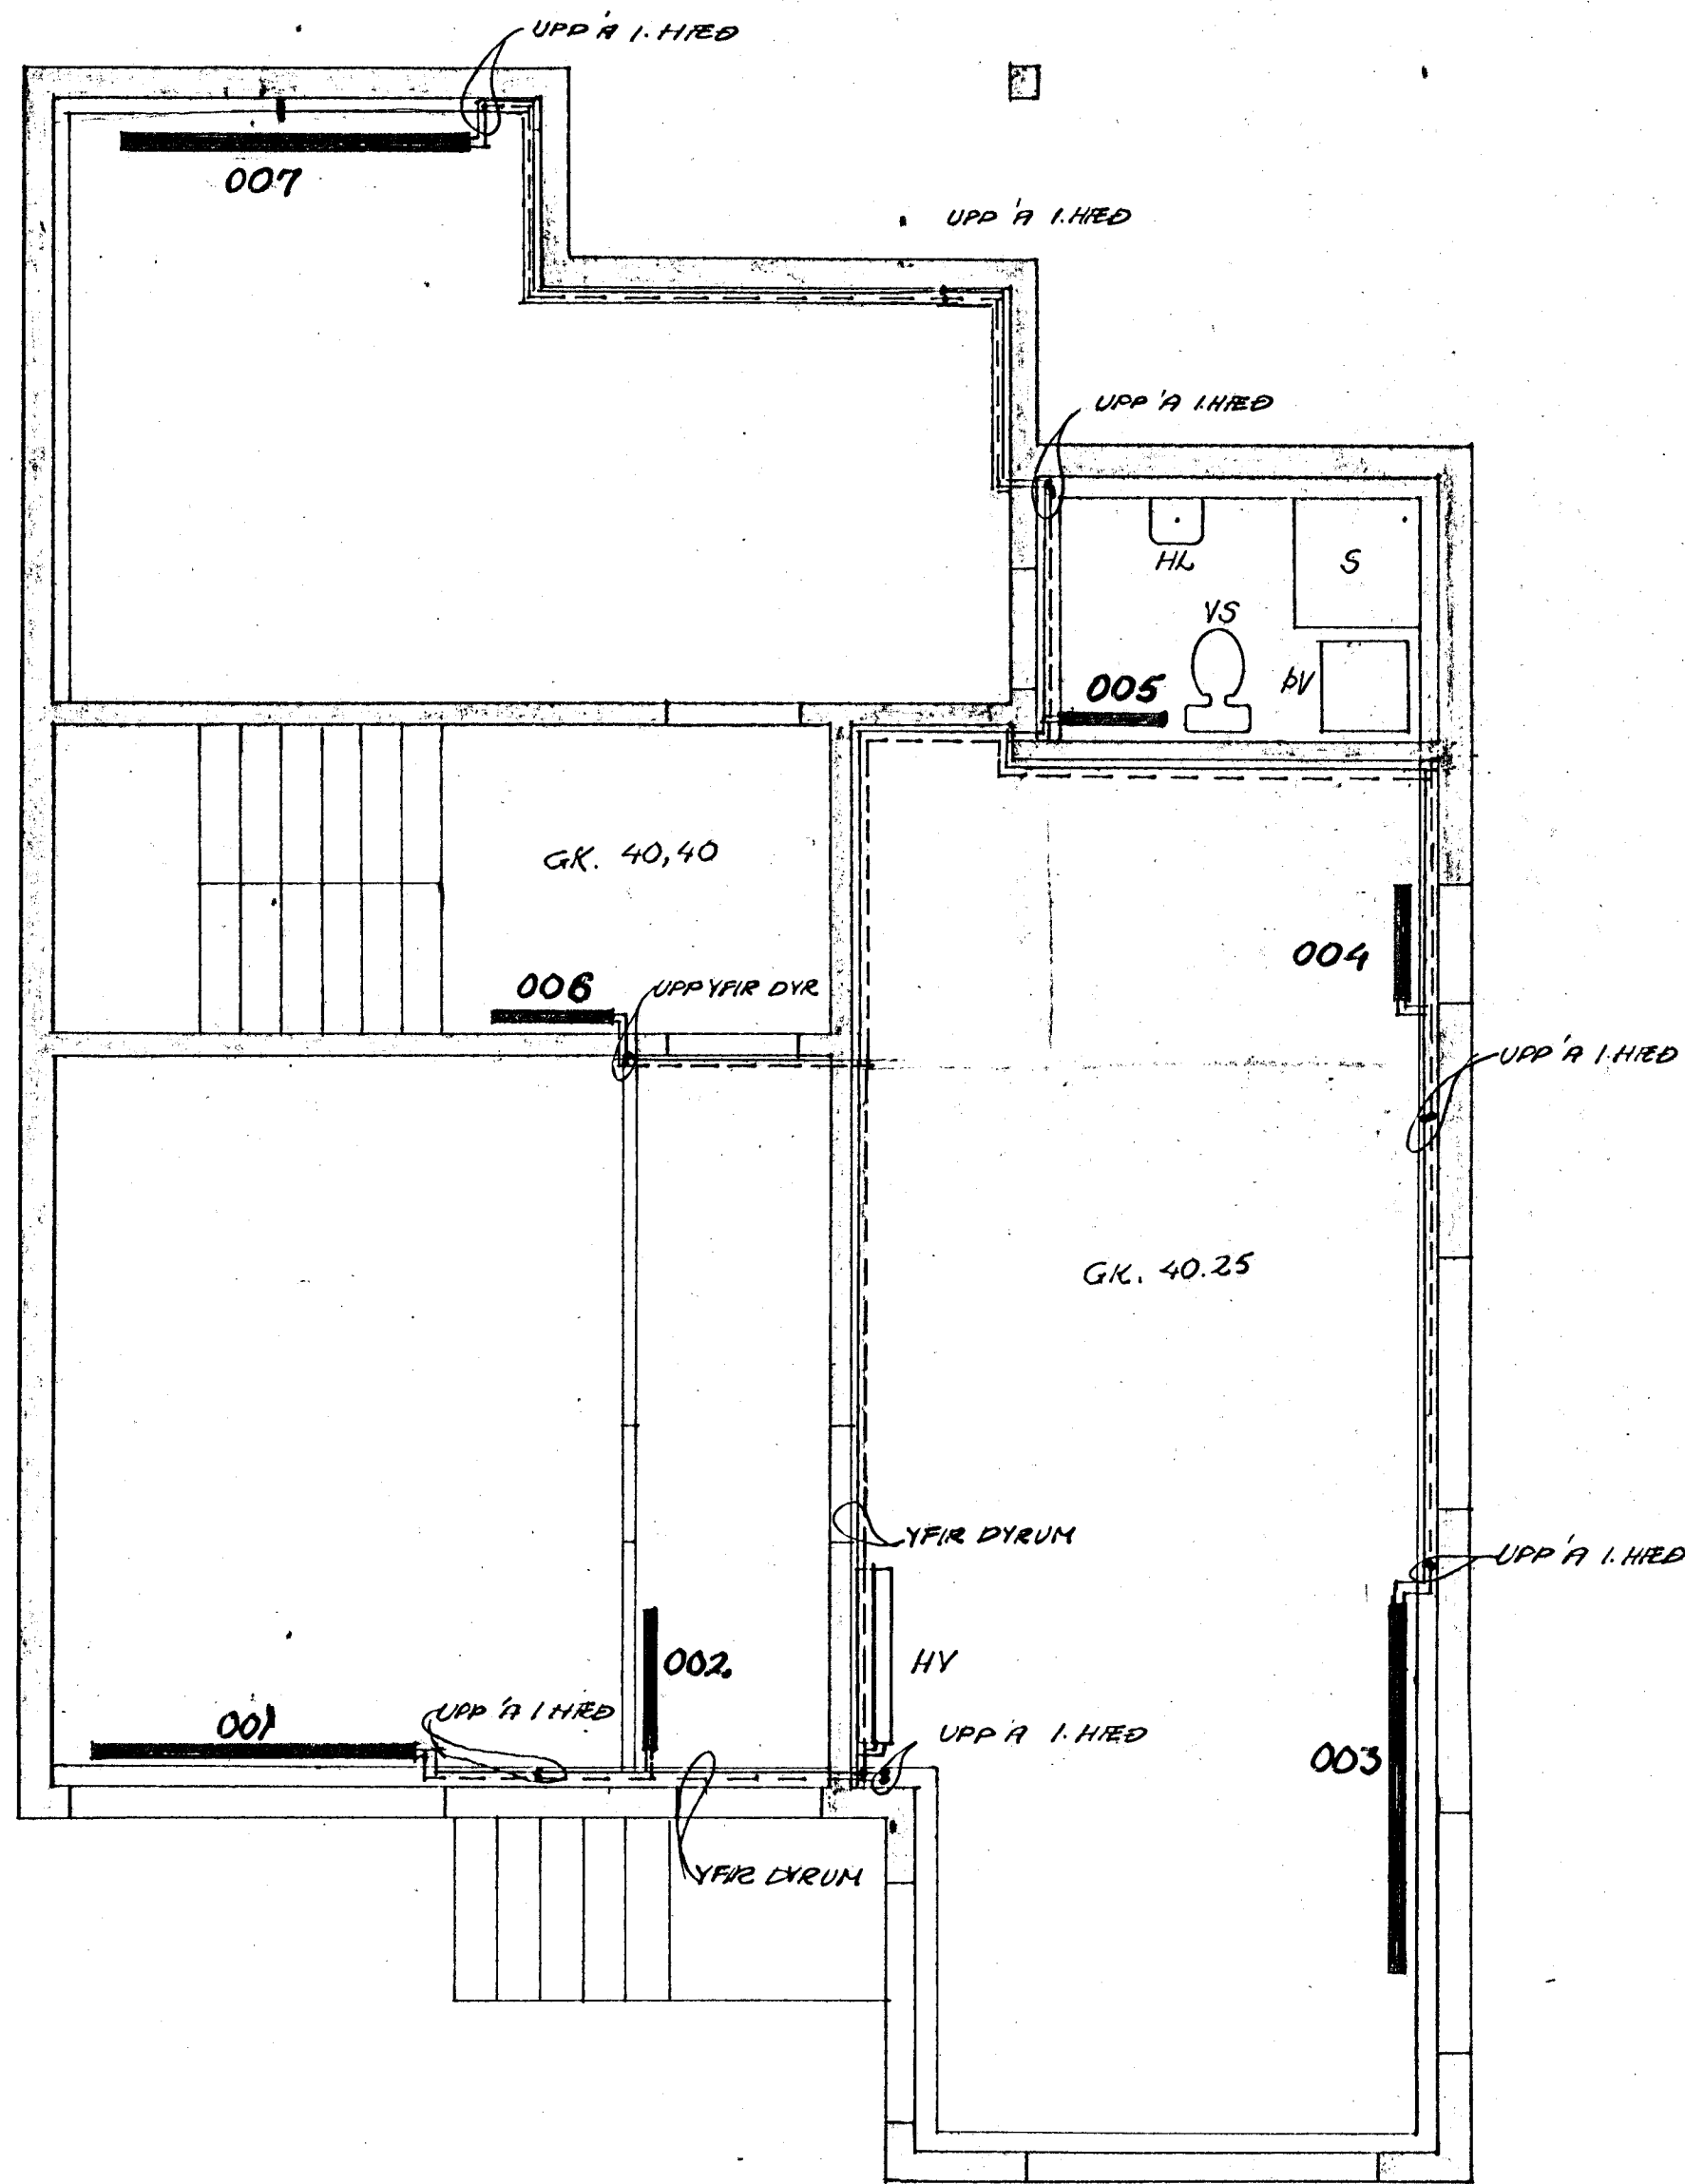 UPP Á 1. HÆÐ
007
UPP Á 1. HÆÐ
UPP Á 1. HÆÐ
HL
S
VS
005
ÞV
GK. 40,40
004
006
UPP YFIR DYR
UPP Á 1. HÆÐ
GK. 40.25
YFIR DYRUM
UPP Á 1. HÆÐ
002.
HV
001
UPP Á 1 HÆÐ
UPP Á 1. HÆÐ
003
YFIR DYRUM